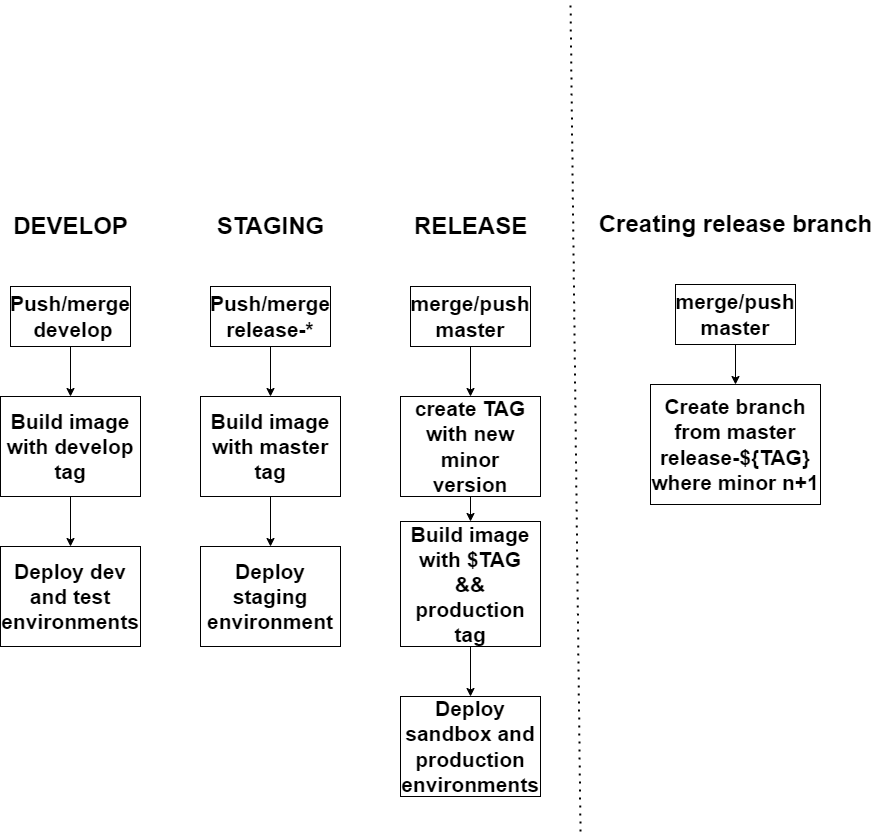 DEVELOP
Push/merge
develop
Build image
with develop
tag
Deploy dev
and test
environments
STAGING
Push/merge
release-*
Build image
with master
tag
Deploy
staging
environment
RELEASE
merge/push
master
create TAG
with new
minor
version
Build image
with $TAG
&&
production
tag
Deploy
sandbox and
production
environments
Creating release branch
merge/push
master
Create branch
from master
release-${TAG}
where minor n+1